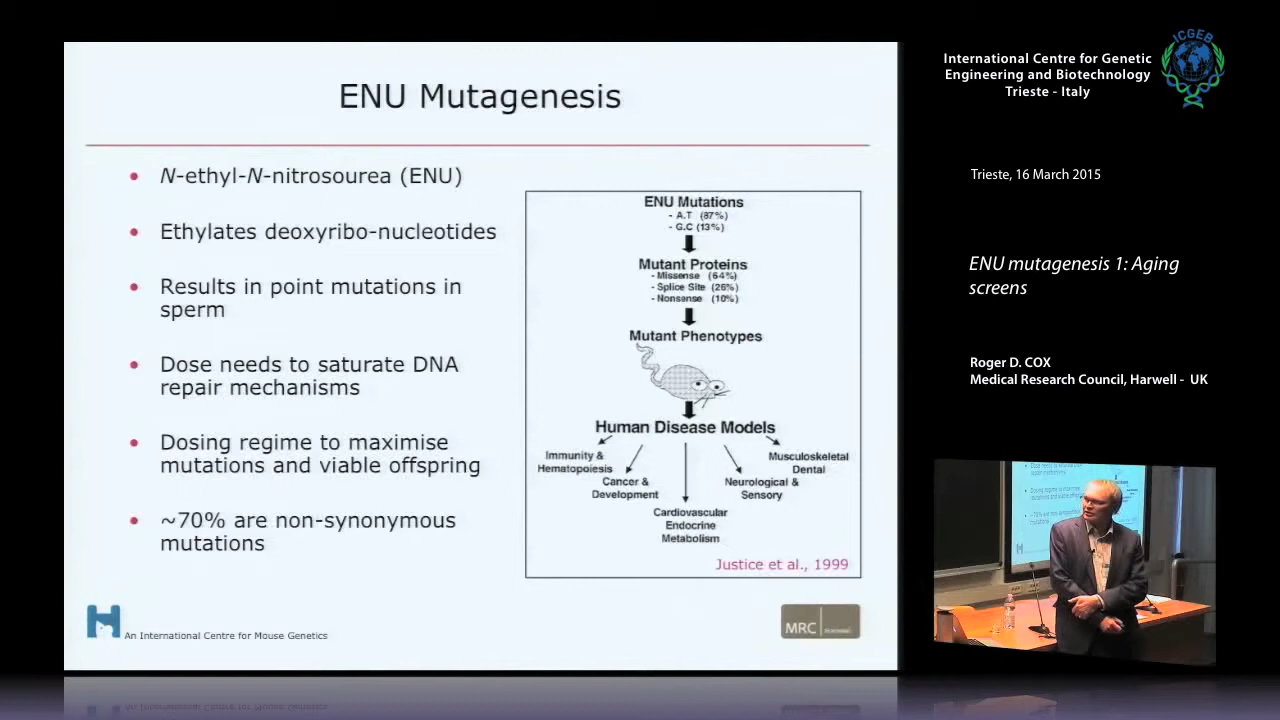 ENU Mutagenesis
• N-ethyl-N-nitrosourea (ENU)
• Ethylates deoxyribo-nucleotides
• Results in point mutations in
sperm
• Dose needs to saturate DNA
repair mechanisms
• Dosing regime to maximise
mutations and viable offspring
• ~70% are non-synonymous
mutations
ENU Mutations
- A.T (87%)
- G.C (13%)
Mutant Proteins
- Missense (64%)
- Splice Site (26%)
- Nonsense (10%)
Mutant Phenotypes
Human Disease Models
Immunity &
Hematopoiesis
Cancer &
Development
Cardiovascular
Endocrine
Metabolism
Neurological &
Sensory
Musculoskeletal
Dental
Justice et al., 1999
An International Centre for Mouse Genetics
MRC
ICGEB
International Centre for Genetic
Engineering and Biotechnology
Trieste - Italy
Trieste, 16 March 2015
ENU mutagenesis 1: Aging
screens
Roger D. COX
Medical Research Council, Harwell - UK